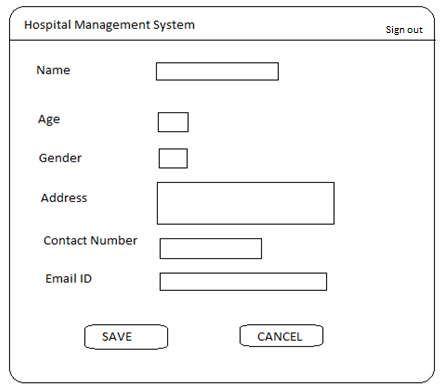 Hospital Management System
Sign out
Name
Age
Gender
Address
Contact Number
Email ID
SAVE
CANCEL